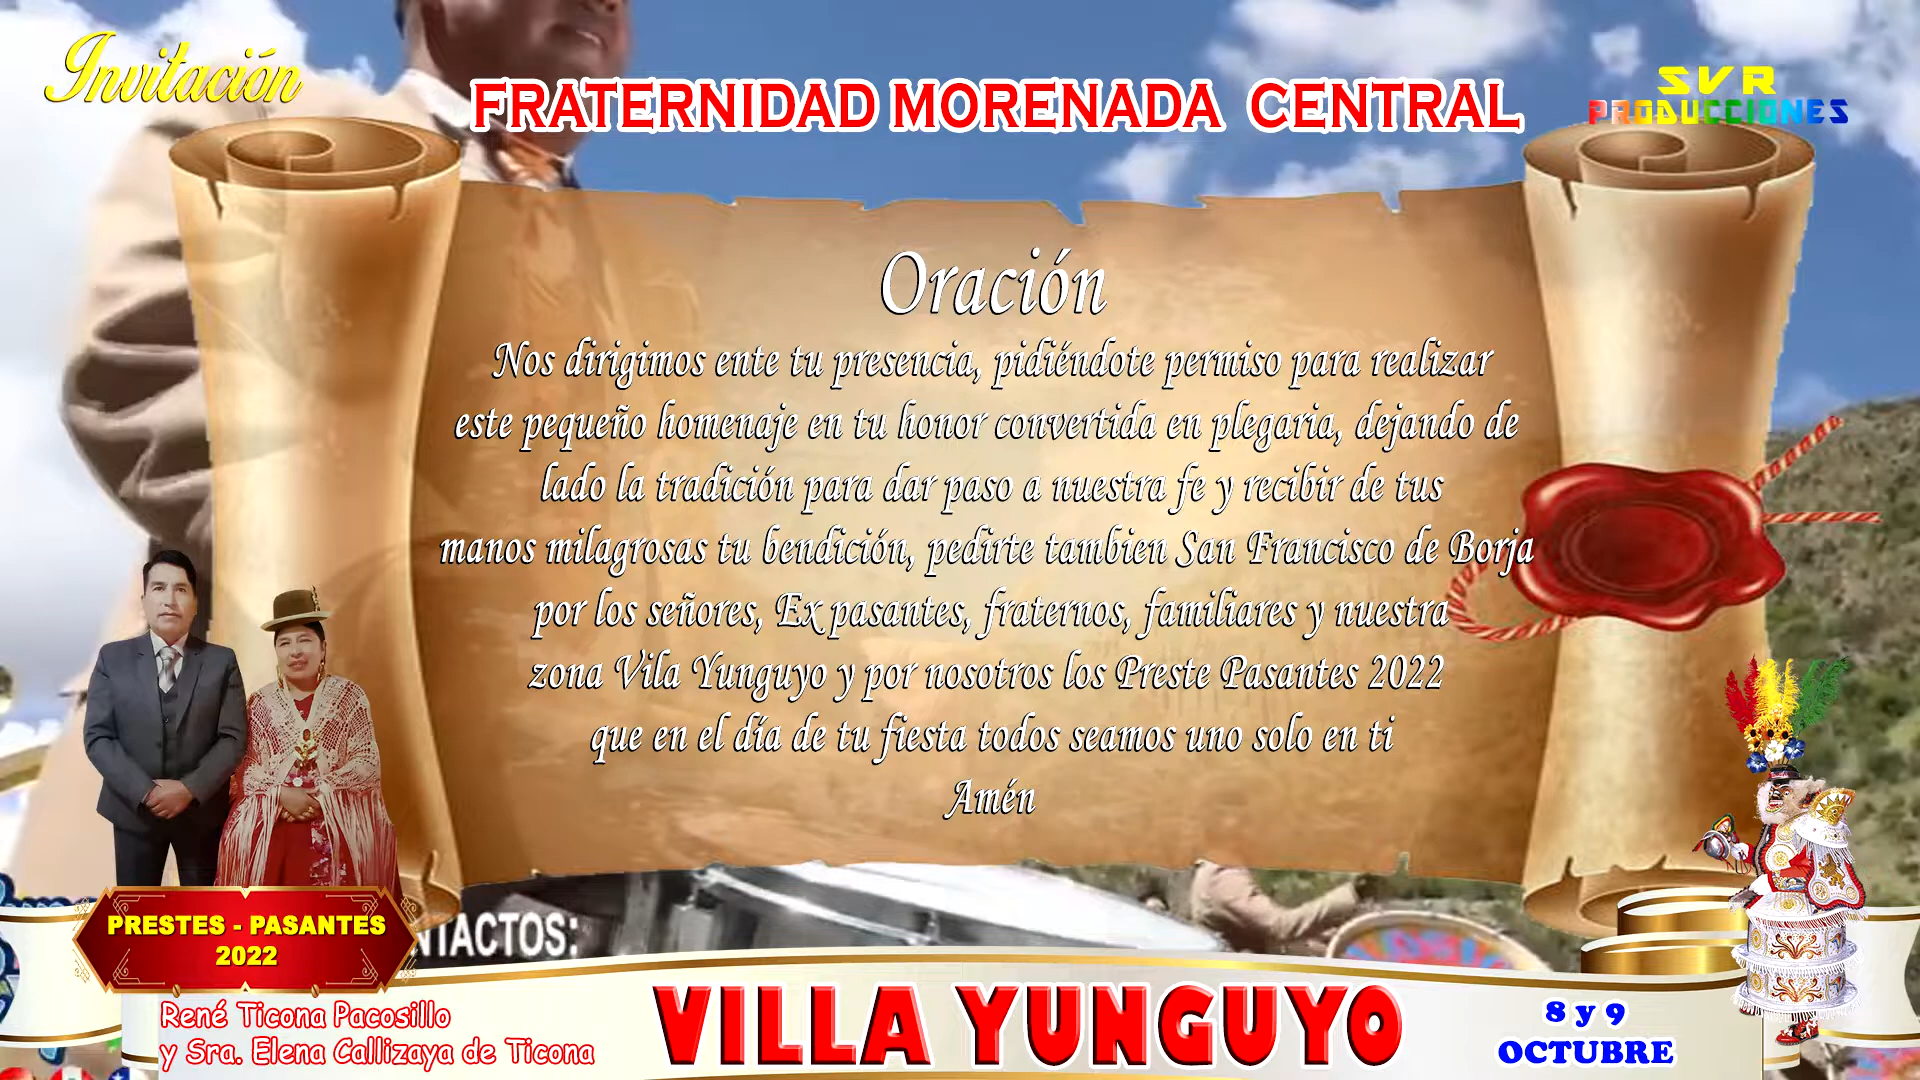 Invitación
FRATERNIDAD MORENADA CENTRAL
SVR
PRODUCCIONES
Oración
Nos dirigimos ente tu presencia, pidiéndote permiso para realizar
este pequeño homenaje en tu honor convertida en plegaria, dejando de
lado la tradición para dar paso a nuestra fe y recibir de tus
manos milagrosas tu bendición, pedirte tambien San Francisco de Borja
por los señores, Ex pasantes, fraternos, familiares y nuestra
zona Vila Yunguyo y por nosotros los Preste Pasantes 2022
que en el día de tu fiesta todos seamos uno solo en ti
Amén
NTACTOS:
PRESTES - PASANTES
2022
René Ticona Pacosillo
y Sra. Elena Callizaya de Ticona
VILLA YUNGUYO
8 y 9
OCTUBRE